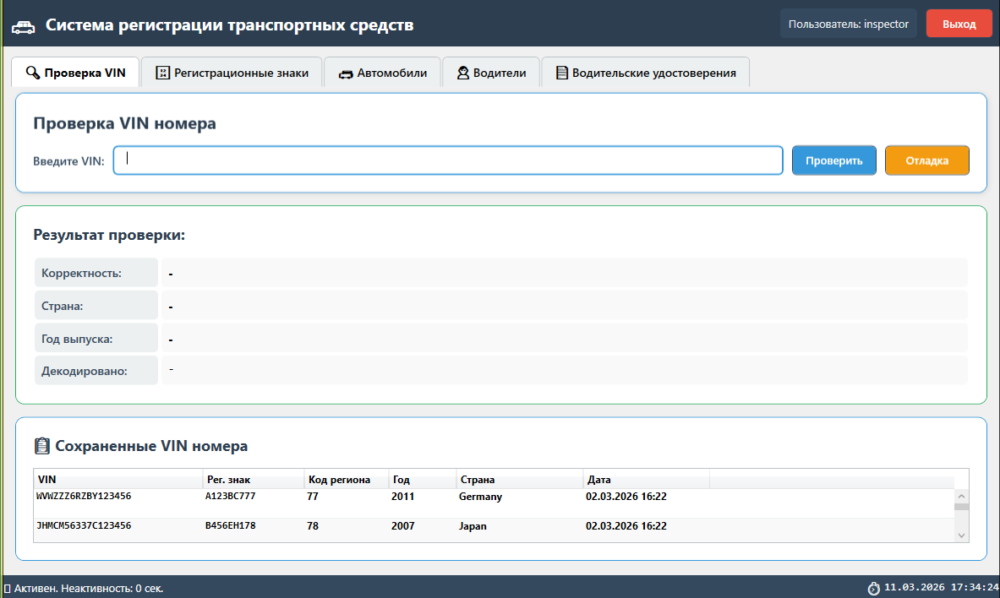 Система регистрации транспортных средств
Пользователь: inspector
Выход
Проверка VIN
Регистрационные знаки
Автомобили
Водители
Водительские удостоверения
Проверка VIN номера
Введите VIN:
Проверить
Отладка
Результат проверки:
Корректность: -
Страна: -
Год выпуска: -
Декодировано: -
Сохраненные VIN номера
VIN Рег. знак Код региона Год Страна Дата
WVWZZZ6RZBY123456 A123BC777 77 2011 Germany 02.03.2026 16:22
JHMCM56337C123456 B456EH178 78 2007 Japan 02.03.2026 16:22
Активен. Неактивность: 0 сек.
11.03.2026 17:34:24